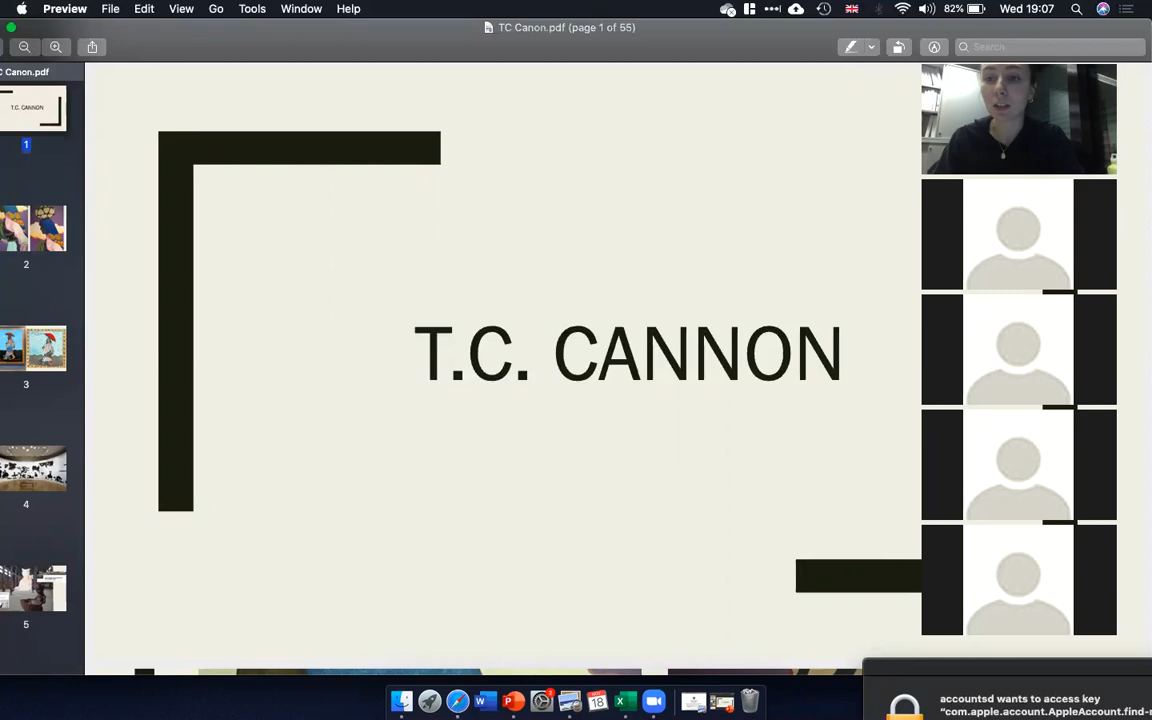 Preview File Edit View Go Tools Window Help
82% Wed 19:07
TC Canon.pdf (page 1 of 55)
Search
C Canon.pdf
T.C. CANNON
1
2
3
4
5
T.C. CANNON
2
18
accountsd wants to access key
“com.apple.account.AppleAccount.find-